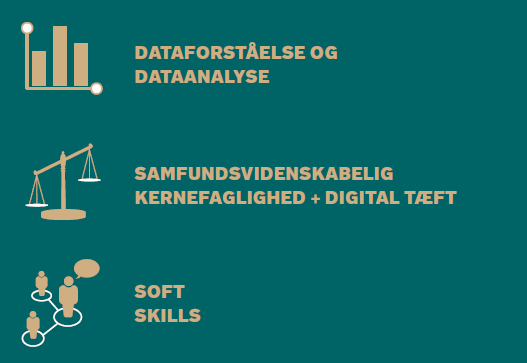 DATAFORSTÅELSE OG
DATAANALYSE
SAMFUNDSVIDENSKABELIG
KERNEFAGLIGHED + DIGITAL TÆFT
SOFT
SKILLS